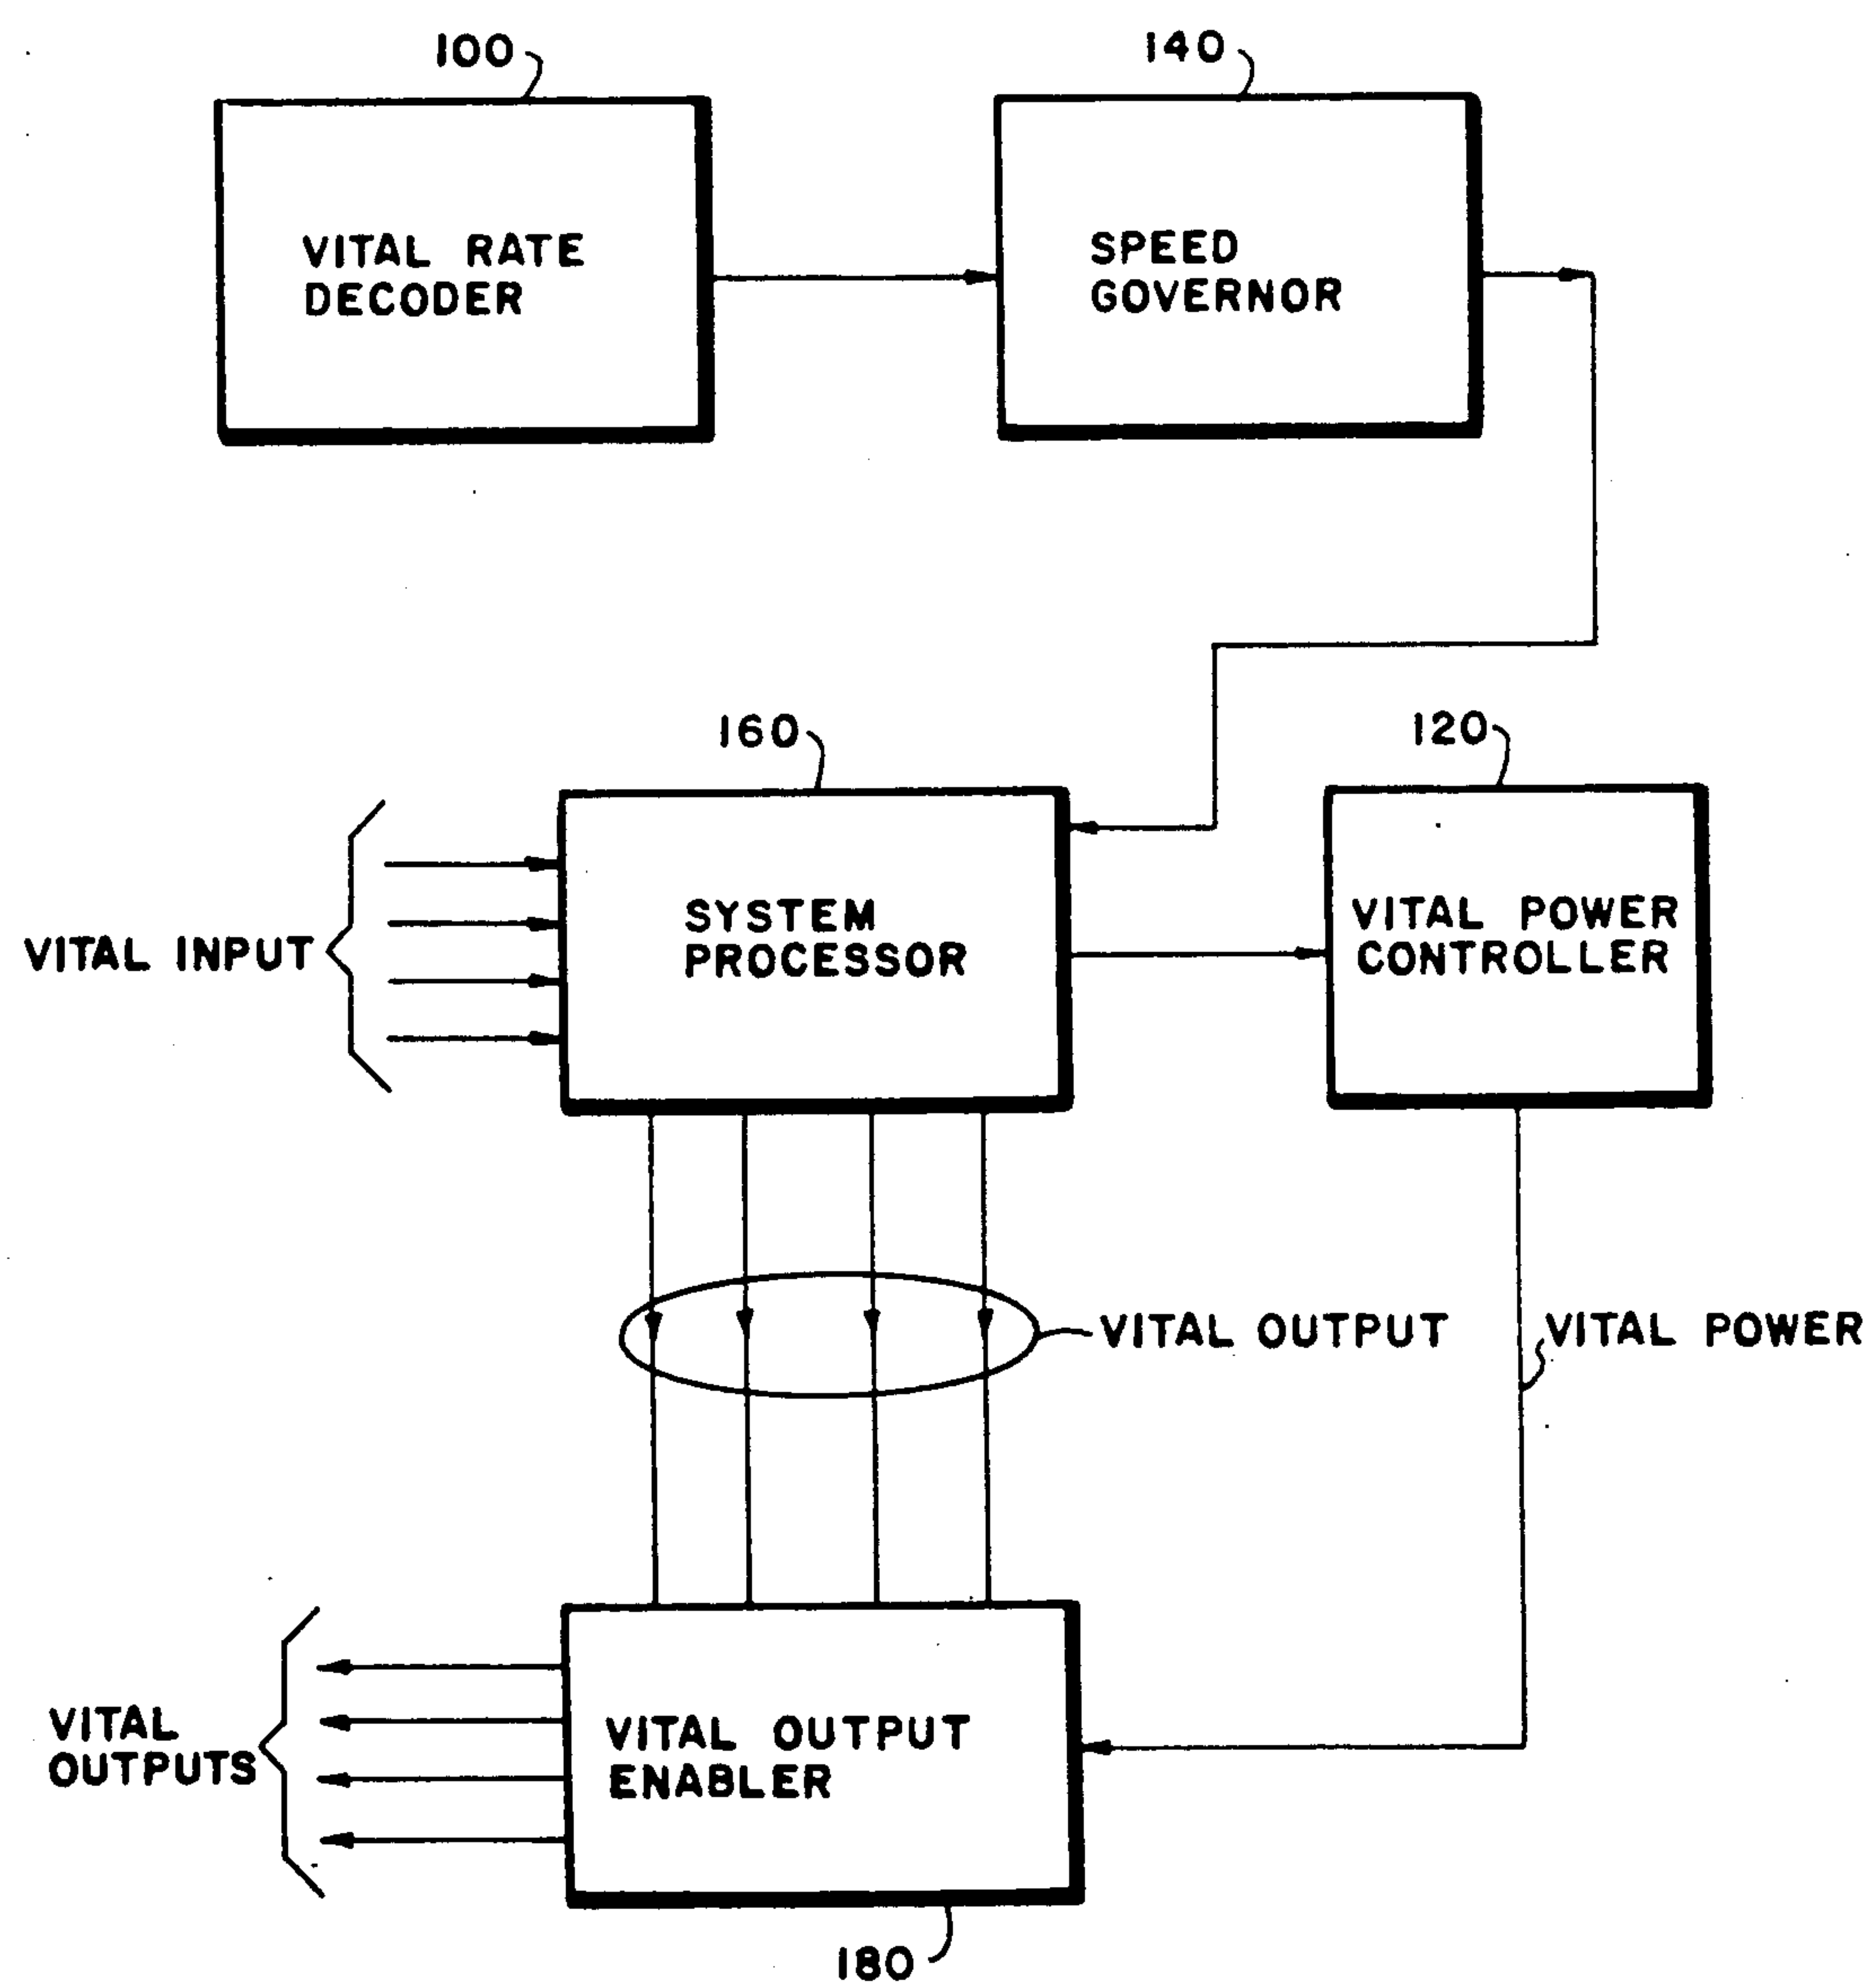 100
140
VITAL RATE
DECODER
SPEED
GOVERNOR
160
120
VITAL INPUT
SYSTEM
PROCESSOR
VITAL POWER
CONTROLLER
VITAL OUTPUT
VITAL POWER
VITAL
OUTPUTS
VITAL OUTPUT
ENABLER
180